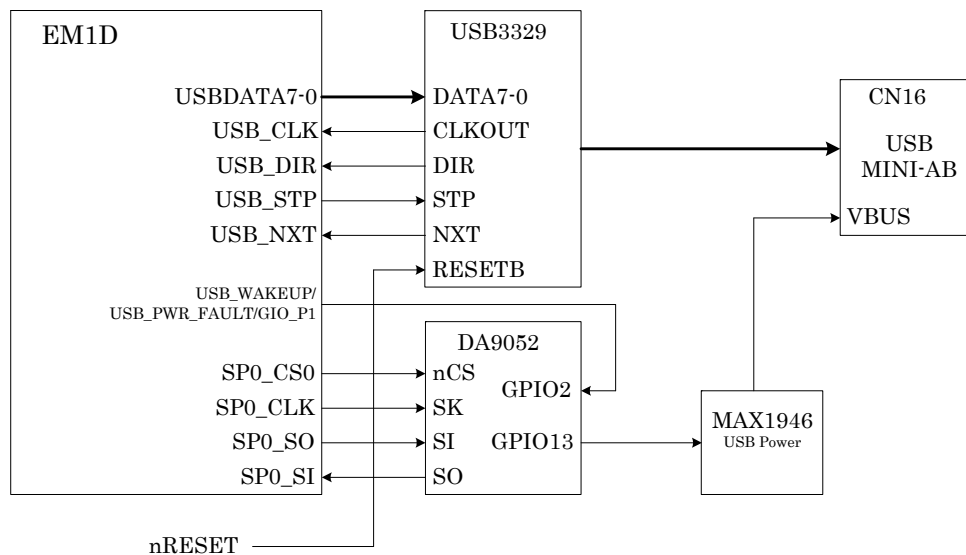 EM1D
USBDATA7-0
USB_CLK
USB_DIR
USB_STP
USB_NXT
USB_WAKEUP/
USB_PWR_FAULT/GIO_P1
SP0_CS0
SP0_CLK
SP0_SO
SP0_SI
nRESET
USB3329
DATA7-0
CLKOUT
DIR
STP
NXT
RESETB
DA9052
nCS
SK
SI
SO
GPIO2
GPIO13
MAX1946
USB Power
CN16
USB
MINI-AB
VBUS